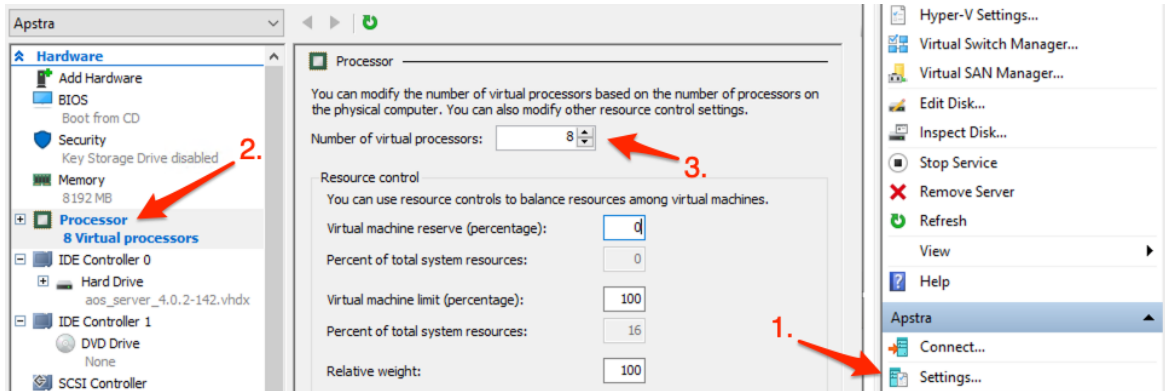 Apstra
Hardware
Add Hardware
BIOS
Boot from CD
Security
Key Storage Drive disabled
2.
Memory
8192 MB
Processor
8 Virtual processors
IDE Controller 0
Hard Drive
aos_server_4.0.2-142.vhdx
IDE Controller 1
DVD Drive
None
SCSI Controller
Processor
You can modify the number of virtual processors based on the number of processors on
the physical computer. You can also modify other resource control settings.
Number of virtual processors: 8
3.
Resource control
You can use resource controls to balance resources among virtual machines.
Virtual machine reserve (percentage): 0
Percent of total system resources: 0
Virtual machine limit (percentage): 100
Percent of total system resources: 16
Relative weight: 100
Hyper-V Settings...
Virtual Switch Manager...
Virtual SAN Manager...
Edit Disk...
Inspect Disk...
Stop Service
Remove Server
Refresh
View
Help
Apstra
1.
Connect...
Settings...